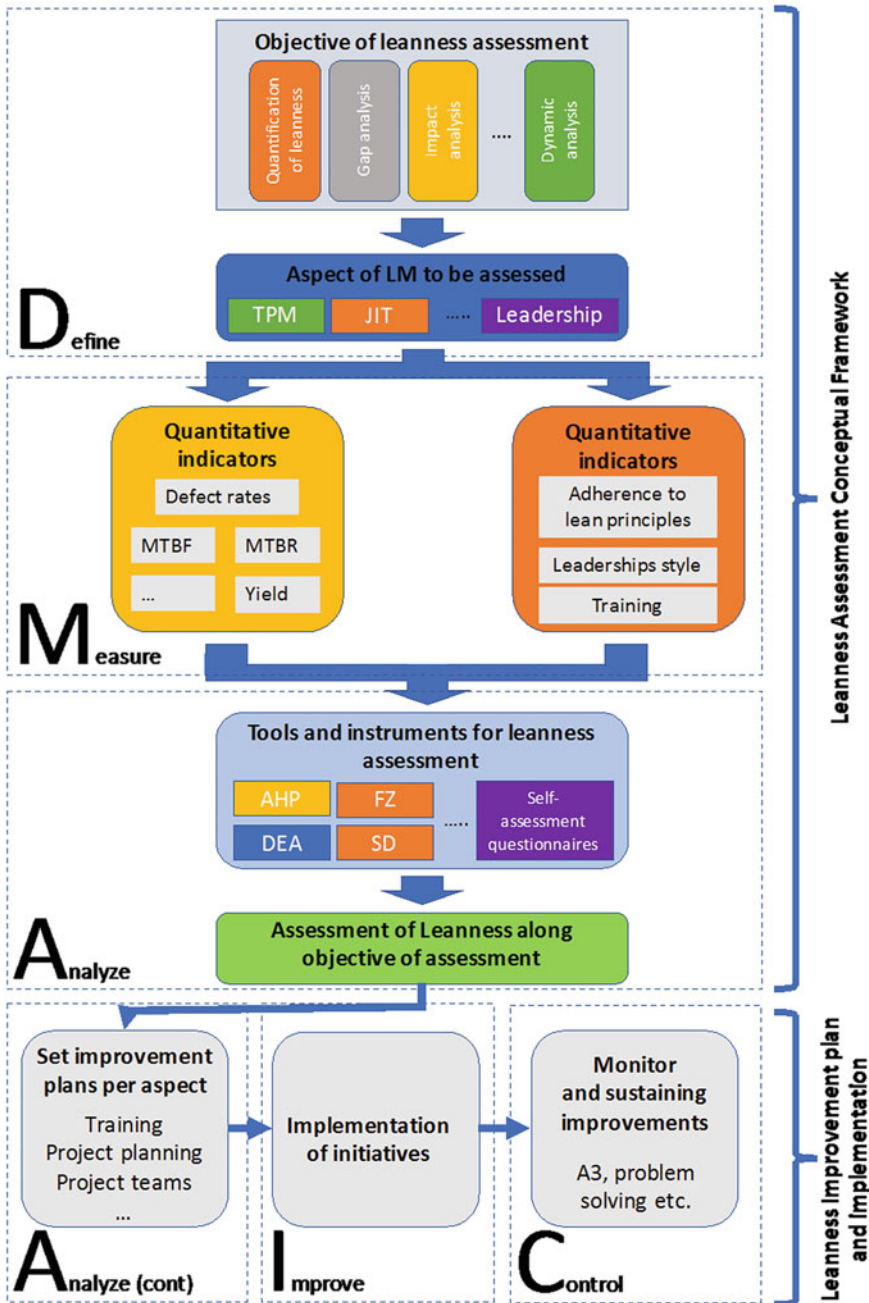 Objective of leanness assessment
Quantification
of leanness
Gap analysis
Impact
analysis
....
Dynamic
analysis
Aspect of LM to be assessed
TPM
JIT
.....
Leadership
Define
Quantitative
indicators
Defect rates
MTBF
MTBR
...
Yield
Quantitative
indicators
Adherence to
lean principles
Leaderships style
Training
Measure
Tools and instruments for leanness
assessment
AHP
FZ
DEA
SD
.....
Self-
assessment
questionnaires
Assessment of Leanness along
objective of assessment
Analyze
Leanness Assessment Conceptual Framework
Set improvement
plans per aspect
Training
Project planning
Project teams
...
Analyze (cont)
Implementation
of initiatives
Improve
Monitor
and sustaining
improvements
A3, problem
solving etc.
Control
Leanness Improvement plan
and Implementation